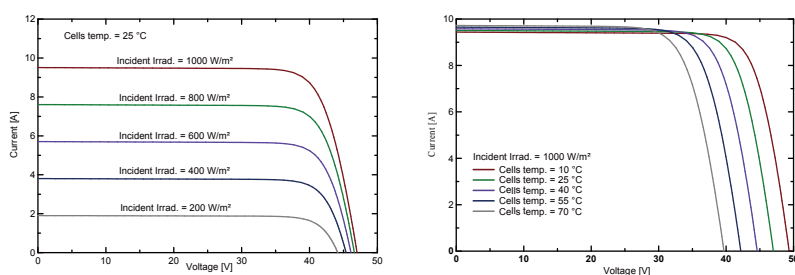 12
10
8
6
4
2
0
0
10
20
30
40
50
Current [A]
Voltage [V]
Cells temp. = 25 °C
Incident Irrad. = 1000 W/m²
Incident Irrad. = 800 W/m²
Incident Irrad. = 600 W/m²
Incident Irrad. = 400 W/m²
Incident Irrad. = 200 W/m²
10
8
6
4
2
0
0
10
20
30
40
50
Current [A]
Voltage [V]
Incident Irrad. = 1000 W/m²
Cells temp. = 10 °C
Cells temp. = 25 °C
Cells temp. = 40 °C
Cells temp. = 55 °C
Cells temp. = 70 °C